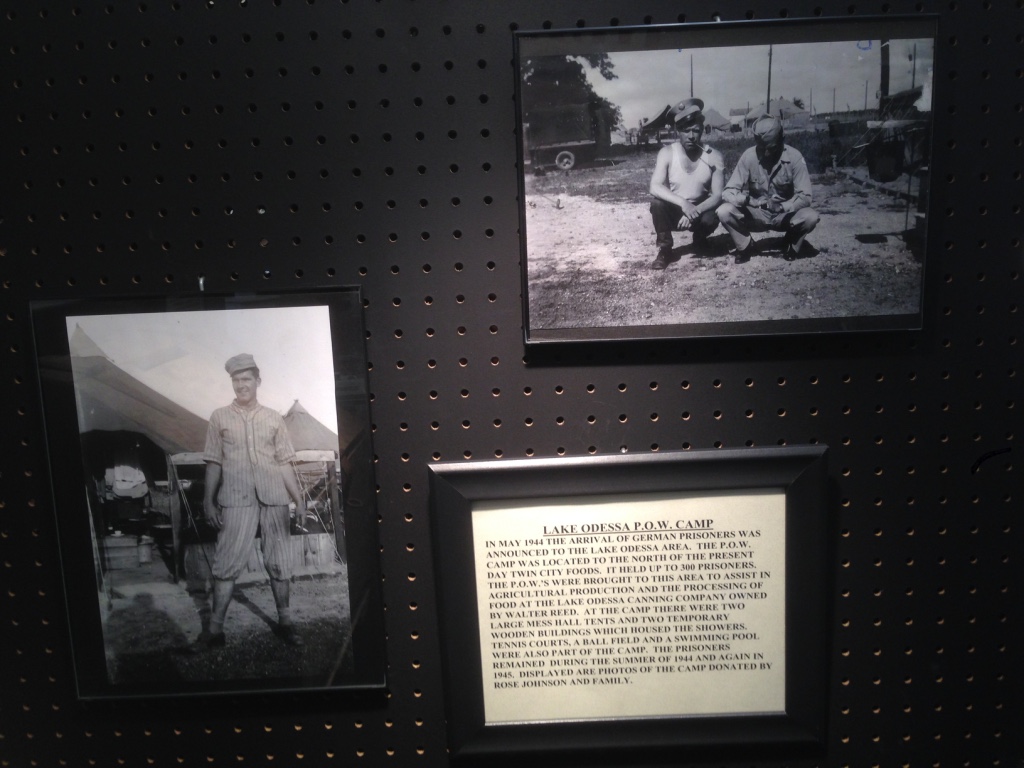 LAKE ODESSA P.O.W. CAMP
IN MAY 1944 THE ARRIVAL OF GERMAN PRISONERS WAS
ANNOUNCED TO THE LAKE ODESSA AREA. THE P.O.W.
CAMP WAS LOCATED TO THE NORTH OF THE PRESENT
DAY TWIN CITY FOODS. IT HELD UP TO 300 PRISONERS.
THE P.O.W.'S WERE BROUGHT TO THIS AREA TO ASSIST IN
AGRICULTURAL PRODUCTION AND THE PROCESSING OF
FOOD AT THE LAKE ODESSA CANNING COMPANY OWNED
BY WALTER REED. AT THE CAMP THERE WERE TWO
LARGE MESS HALL TENTS AND TWO TEMPORARY
WOODEN BUILDINGS WHICH HOUSED THE SHOWERS.
TENNIS COURTS, A BALL FIELD AND A SWIMMING POOL
WERE ALSO PART OF THE CAMP. THE PRISONERS
REMAINED DURING THE SUMMER OF 1944 AND AGAIN IN
1945. DISPLAYED ARE PHOTOS OF THE CAMP DONATED BY
ROSE JOHNSON AND FAMILY.